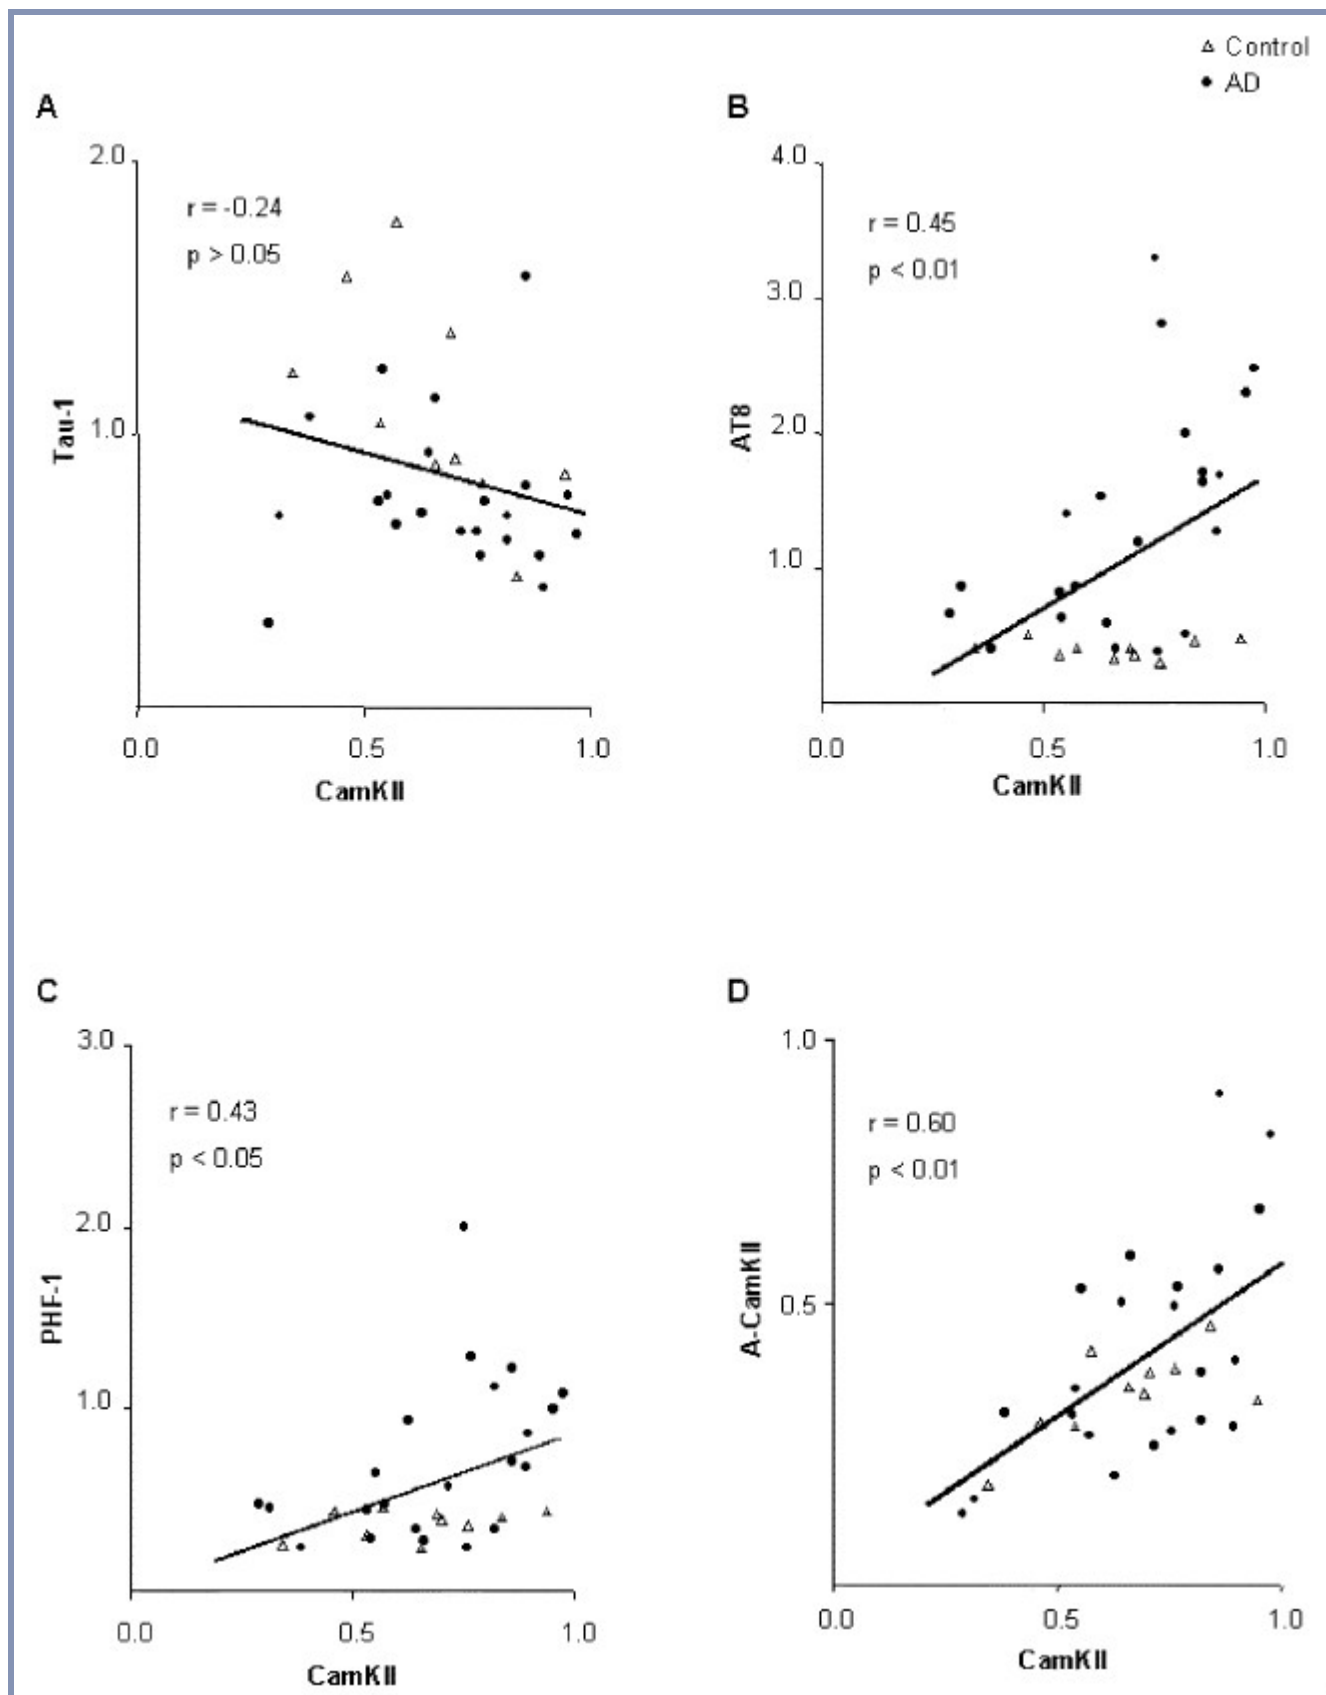 Control
AD
A
2.0
r = -0.24
p > 0.05
Tau-1
1.0
0.0 0.5 1.0
CamKII
B
4.0
r = 0.45
p < 0.01
3.0
AT8
2.0
1.0
0.0 0.5 1.0
CamKII
C
3.0
r = 0.43
p < 0.05
2.0
PHF-1
1.0
0.0 0.5 1.0
CamKII
D
1.0
r = 0.60
p < 0.01
A-CamKII
0.5
0.0 0.5 1.0
CamKII